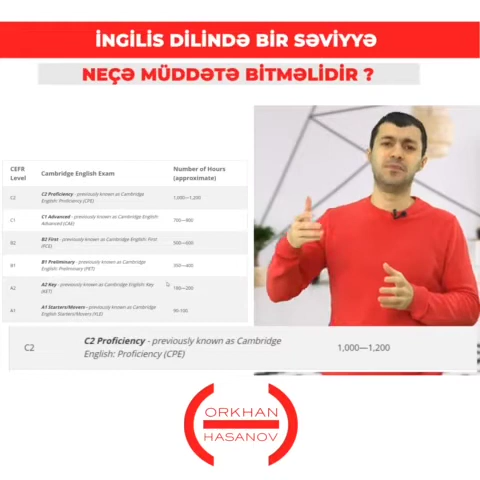 İNGİLİS DİLİNDƏ BİR SƏVİYYƏ
NEÇƏ MÜDDƏTƏ BİTMƏLİDİR ?
CEFR Level Cambridge English Exam Number of Hours (approximate)
C2 C2 Proficiency - previously known as Cambridge English: Proficiency (CPE) 1,000—1,200
C1 C1 Advanced - previously known as Cambridge English: Advanced (CAE) 700—800
B2 B2 First - previously known as Cambridge English: First (FCE) 500—600
B1 B1 Preliminary - previously known as Cambridge English: Preliminary (PET) 350—400
A2 A2 Key - previously known as Cambridge English: Key (KET) 180—200
A1 A1 Starters/Movers - previously known as Cambridge English Starters/Movers (YLE) 90-100
C2 C2 Proficiency - previously known as Cambridge English: Proficiency (CPE) 1,000—1,200
ORKHAN
HASANOV